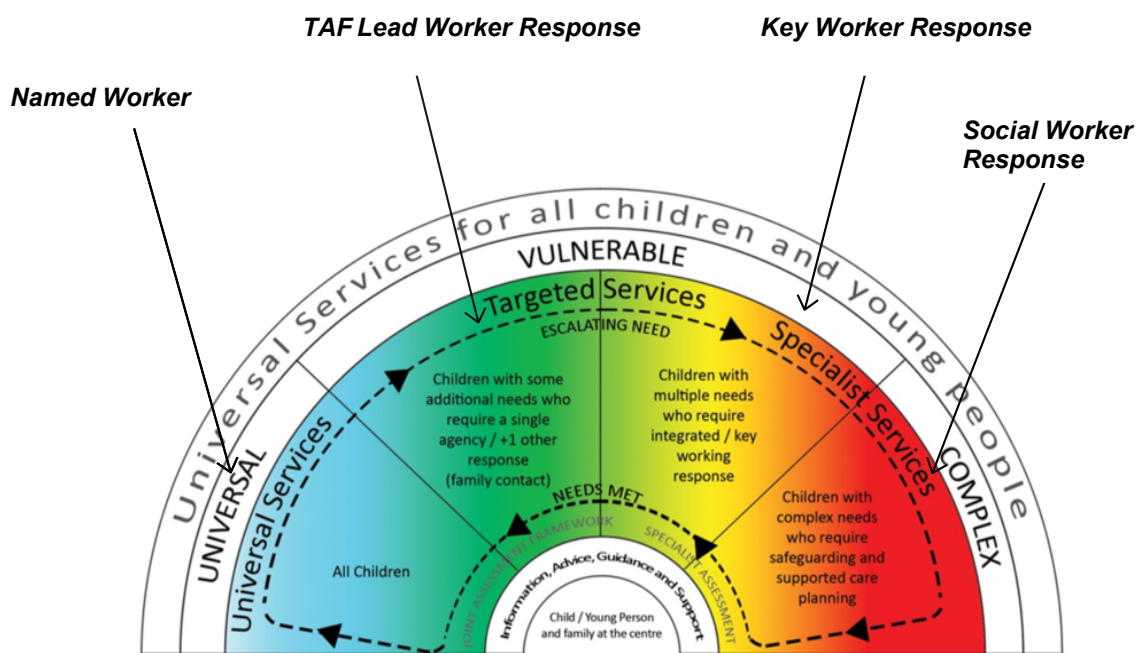 TAF Lead Worker Response
Key Worker Response
Named Worker
Social Worker
Response
Universal Services for all children and young people
VULNERABLE
UNIVERSAL
COMPLEX
Targeted Services
Universal Services
Specialist Services
ESCALATING NEED
Children with some
additional needs who
require a single
agency / +1 other
response
(family contact)
Children with
multiple needs
who require
integrated / key
working
response
All Children
Children with
complex needs
who require
safeguarding and
supported care
planning
NEEDS MET
JOINT ASSESSMENT FRAMEWORK
SPECIALIST ASSESSMENT
Information, Advice, Guidance and Support
Child / Young Person
and family at the centre